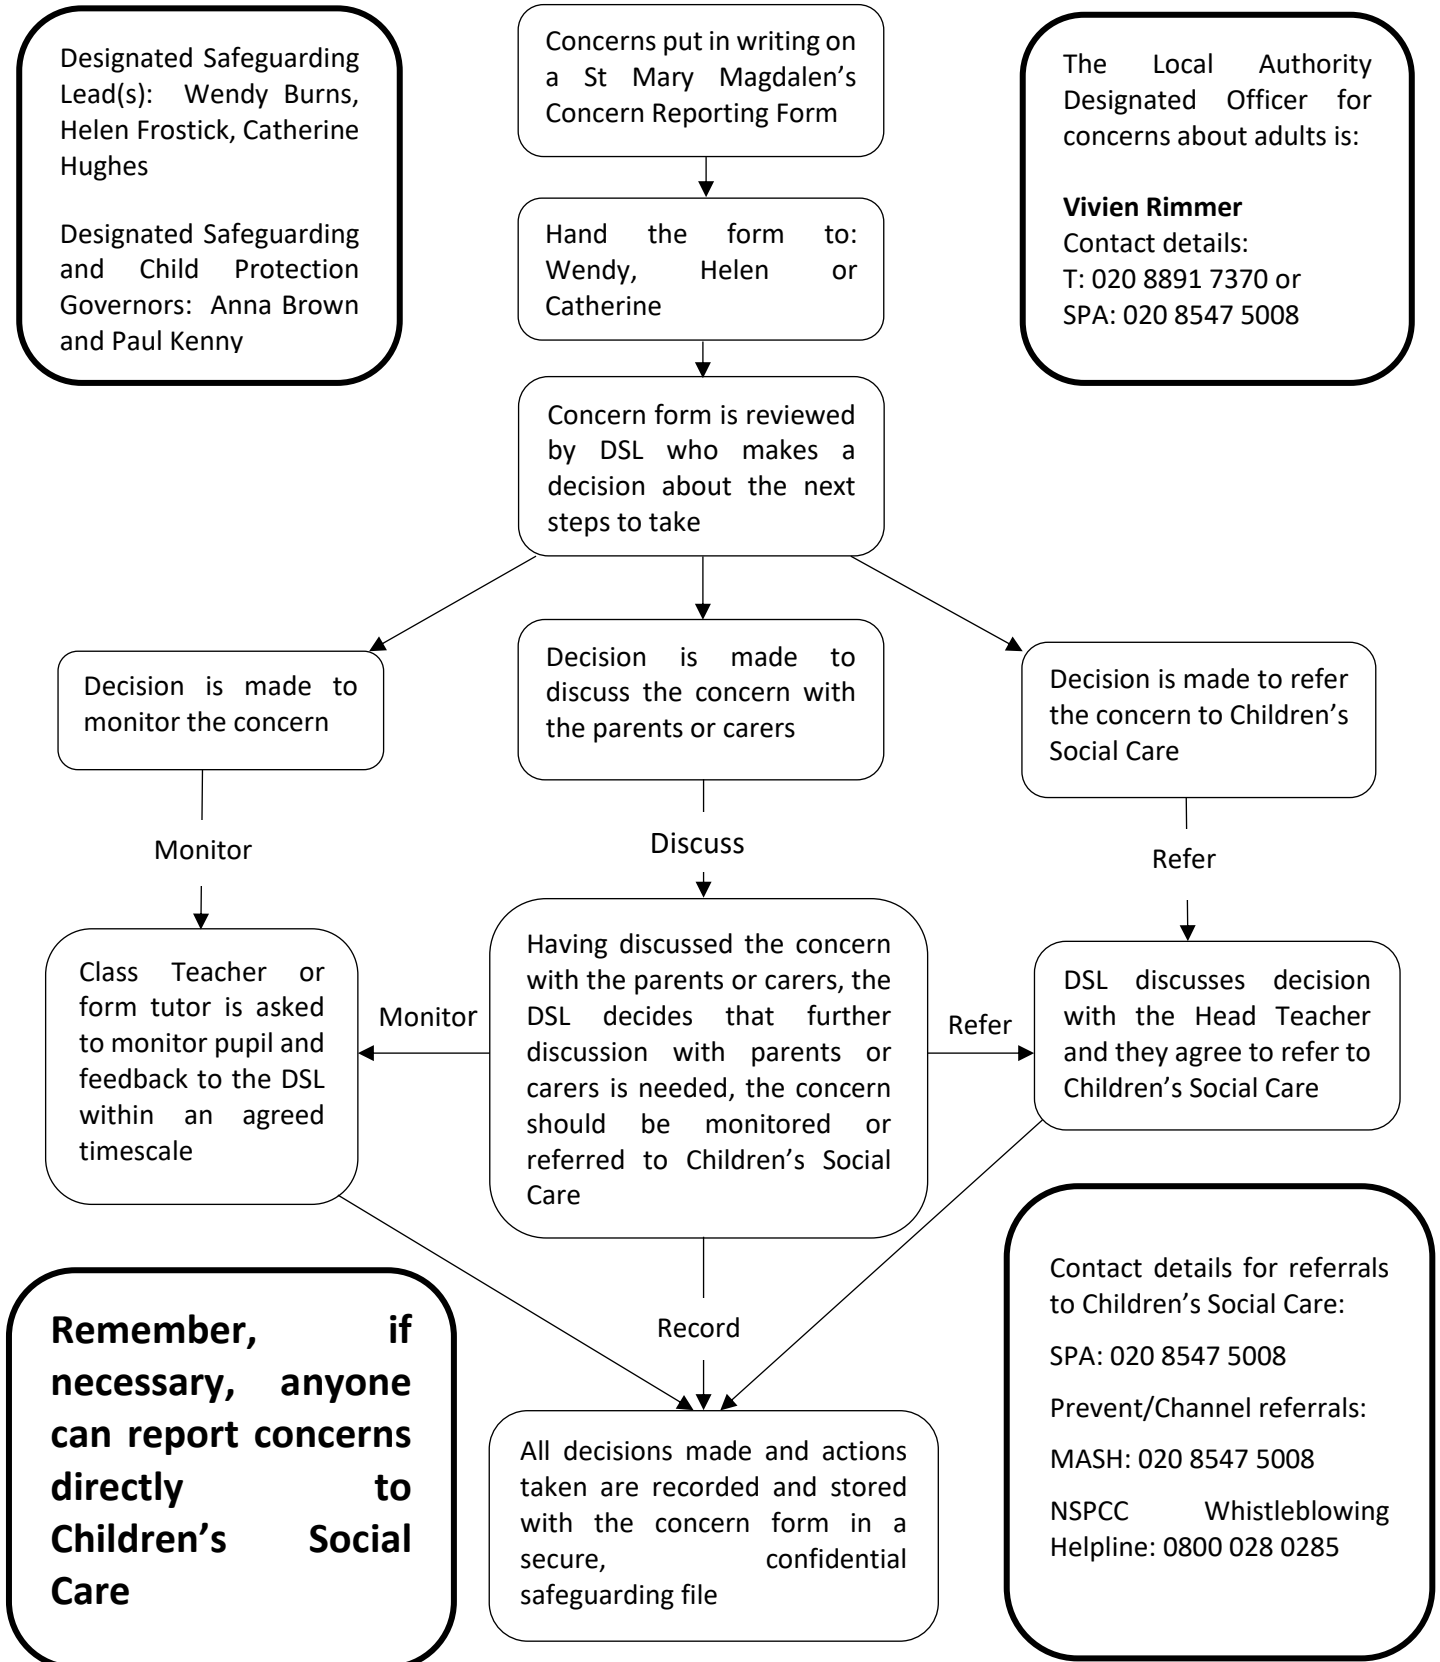 Designated Safeguarding
Lead(s): Wendy Burns,
Helen Frostick, Catherine
Hughes
Designated Safeguarding
and Child Protection
Governors: Anna Brown
and Paul Kenny
Concerns put in writing on
a St Mary Magdalen’s
Concern Reporting Form
The Local Authority
Designated Officer for
concerns about adults is:
Vivien Rimmer
Contact details:
T: 020 8891 7370 or
SPA: 020 8547 5008
Hand the form to:
Wendy, Helen or
Catherine
Concern form is reviewed
by DSL who makes a
decision about the next
steps to take
Decision is made to
monitor the concern
Decision is made to
discuss the concern with
the parents or carers
Decision is made to refer
the concern to Children’s
Social Care
Monitor
Discuss
Refer
Class Teacher or
form tutor is asked
to monitor pupil and
feedback to the DSL
within an agreed
timescale
Monitor
Having discussed the concern
with the parents or carers, the
DSL decides that further
discussion with parents or
carers is needed, the concern
should be monitored or
referred to Children’s Social
Care
Refer
DSL discusses decision
with the Head Teacher
and they agree to refer to
Children’s Social Care
Remember, if
necessary, anyone
can report concerns
directly to
Children’s Social
Care
Record
All decisions made and actions
taken are recorded and stored
with the concern form in a
secure, confidential
safeguarding file
Contact details for referrals
to Children’s Social Care:
SPA: 020 8547 5008
Prevent/Channel referrals:
MASH: 020 8547 5008
NSPCC Whistleblowing
Helpline: 0800 028 0285